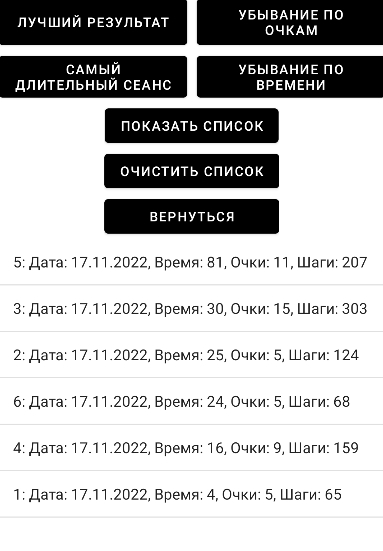 ЛУЧШИЙ РЕЗУЛЬТАТ
УБЫВАНИЕ ПО
ОЧКАМ
САМЫЙ
ДЛИТЕЛЬНЫЙ СЕАНС
УБЫВАНИЕ ПО
ВРЕМЕНИ
ПОКАЗАТЬ СПИСОК
ОЧИСТИТЬ СПИСОК
ВЕРНУТЬСЯ
5: Дата: 17.11.2022, Время: 81, Очки: 11, Шаги: 207
3: Дата: 17.11.2022, Время: 30, Очки: 15, Шаги: 303
2: Дата: 17.11.2022, Время: 25, Очки: 5, Шаги: 124
6: Дата: 17.11.2022, Время: 24, Очки: 5, Шаги: 68
4: Дата: 17.11.2022, Время: 16, Очки: 9, Шаги: 159
1: Дата: 17.11.2022, Время: 4, Очки: 5, Шаги: 65